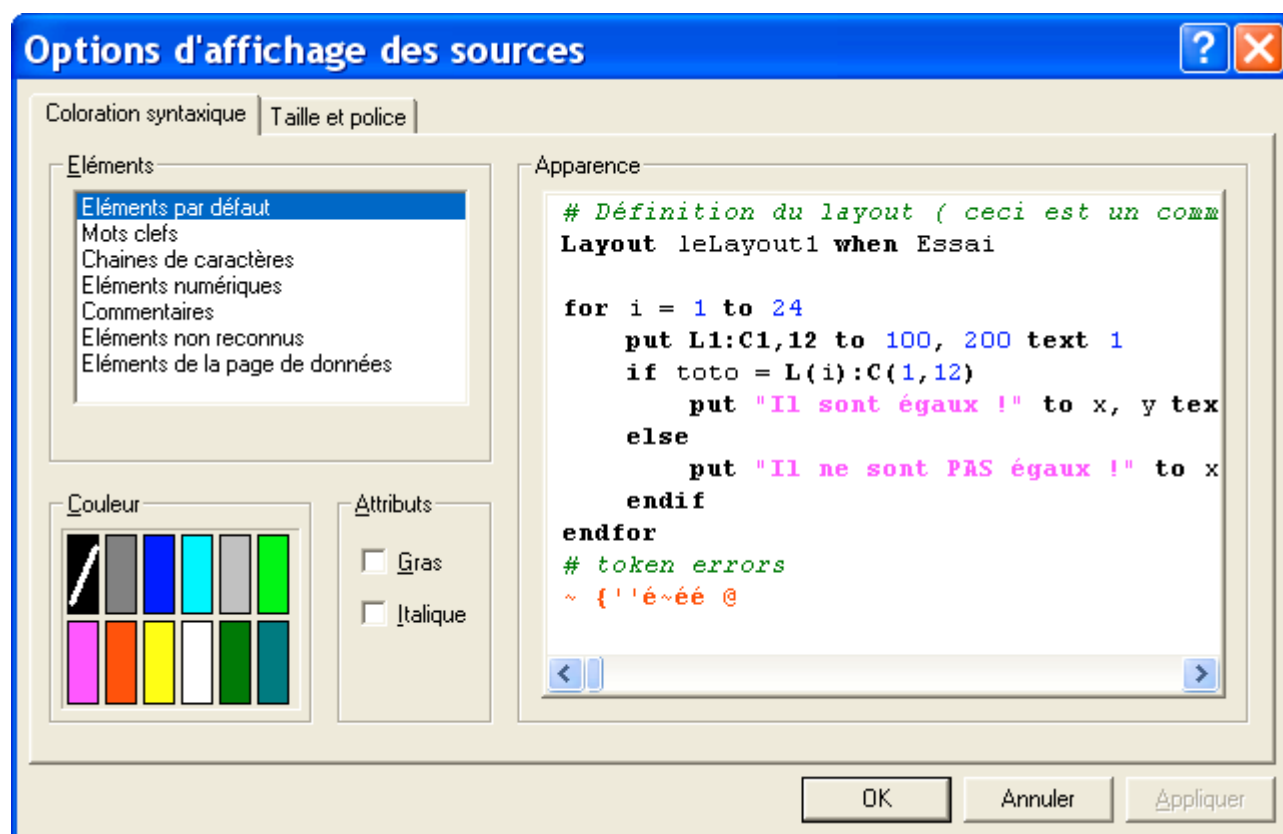 Options d'affichage des sources
Coloration syntaxique
Taille et police
Eléments
Eléments par défaut
Mots clefs
Chaines de caractères
Eléments numériques
Commentaires
Eléments non reconnus
Eléments de la page de données
Couleur
Attributs
Gras
Italique
Apparence
# Définition du layout ( ceci est un comm
Layout leLayout1 when Essai
for i = 1 to 24
put L1:C1,12 to 100, 200 text 1
if toto = L(i):C(1,12)
put "Il sont égaux !" to x, y tex
else
put "Il ne sont PAS égaux !" to x
endif
endfor
# token errors
~ {''é~éé @
OK
Annuler
Appliquer